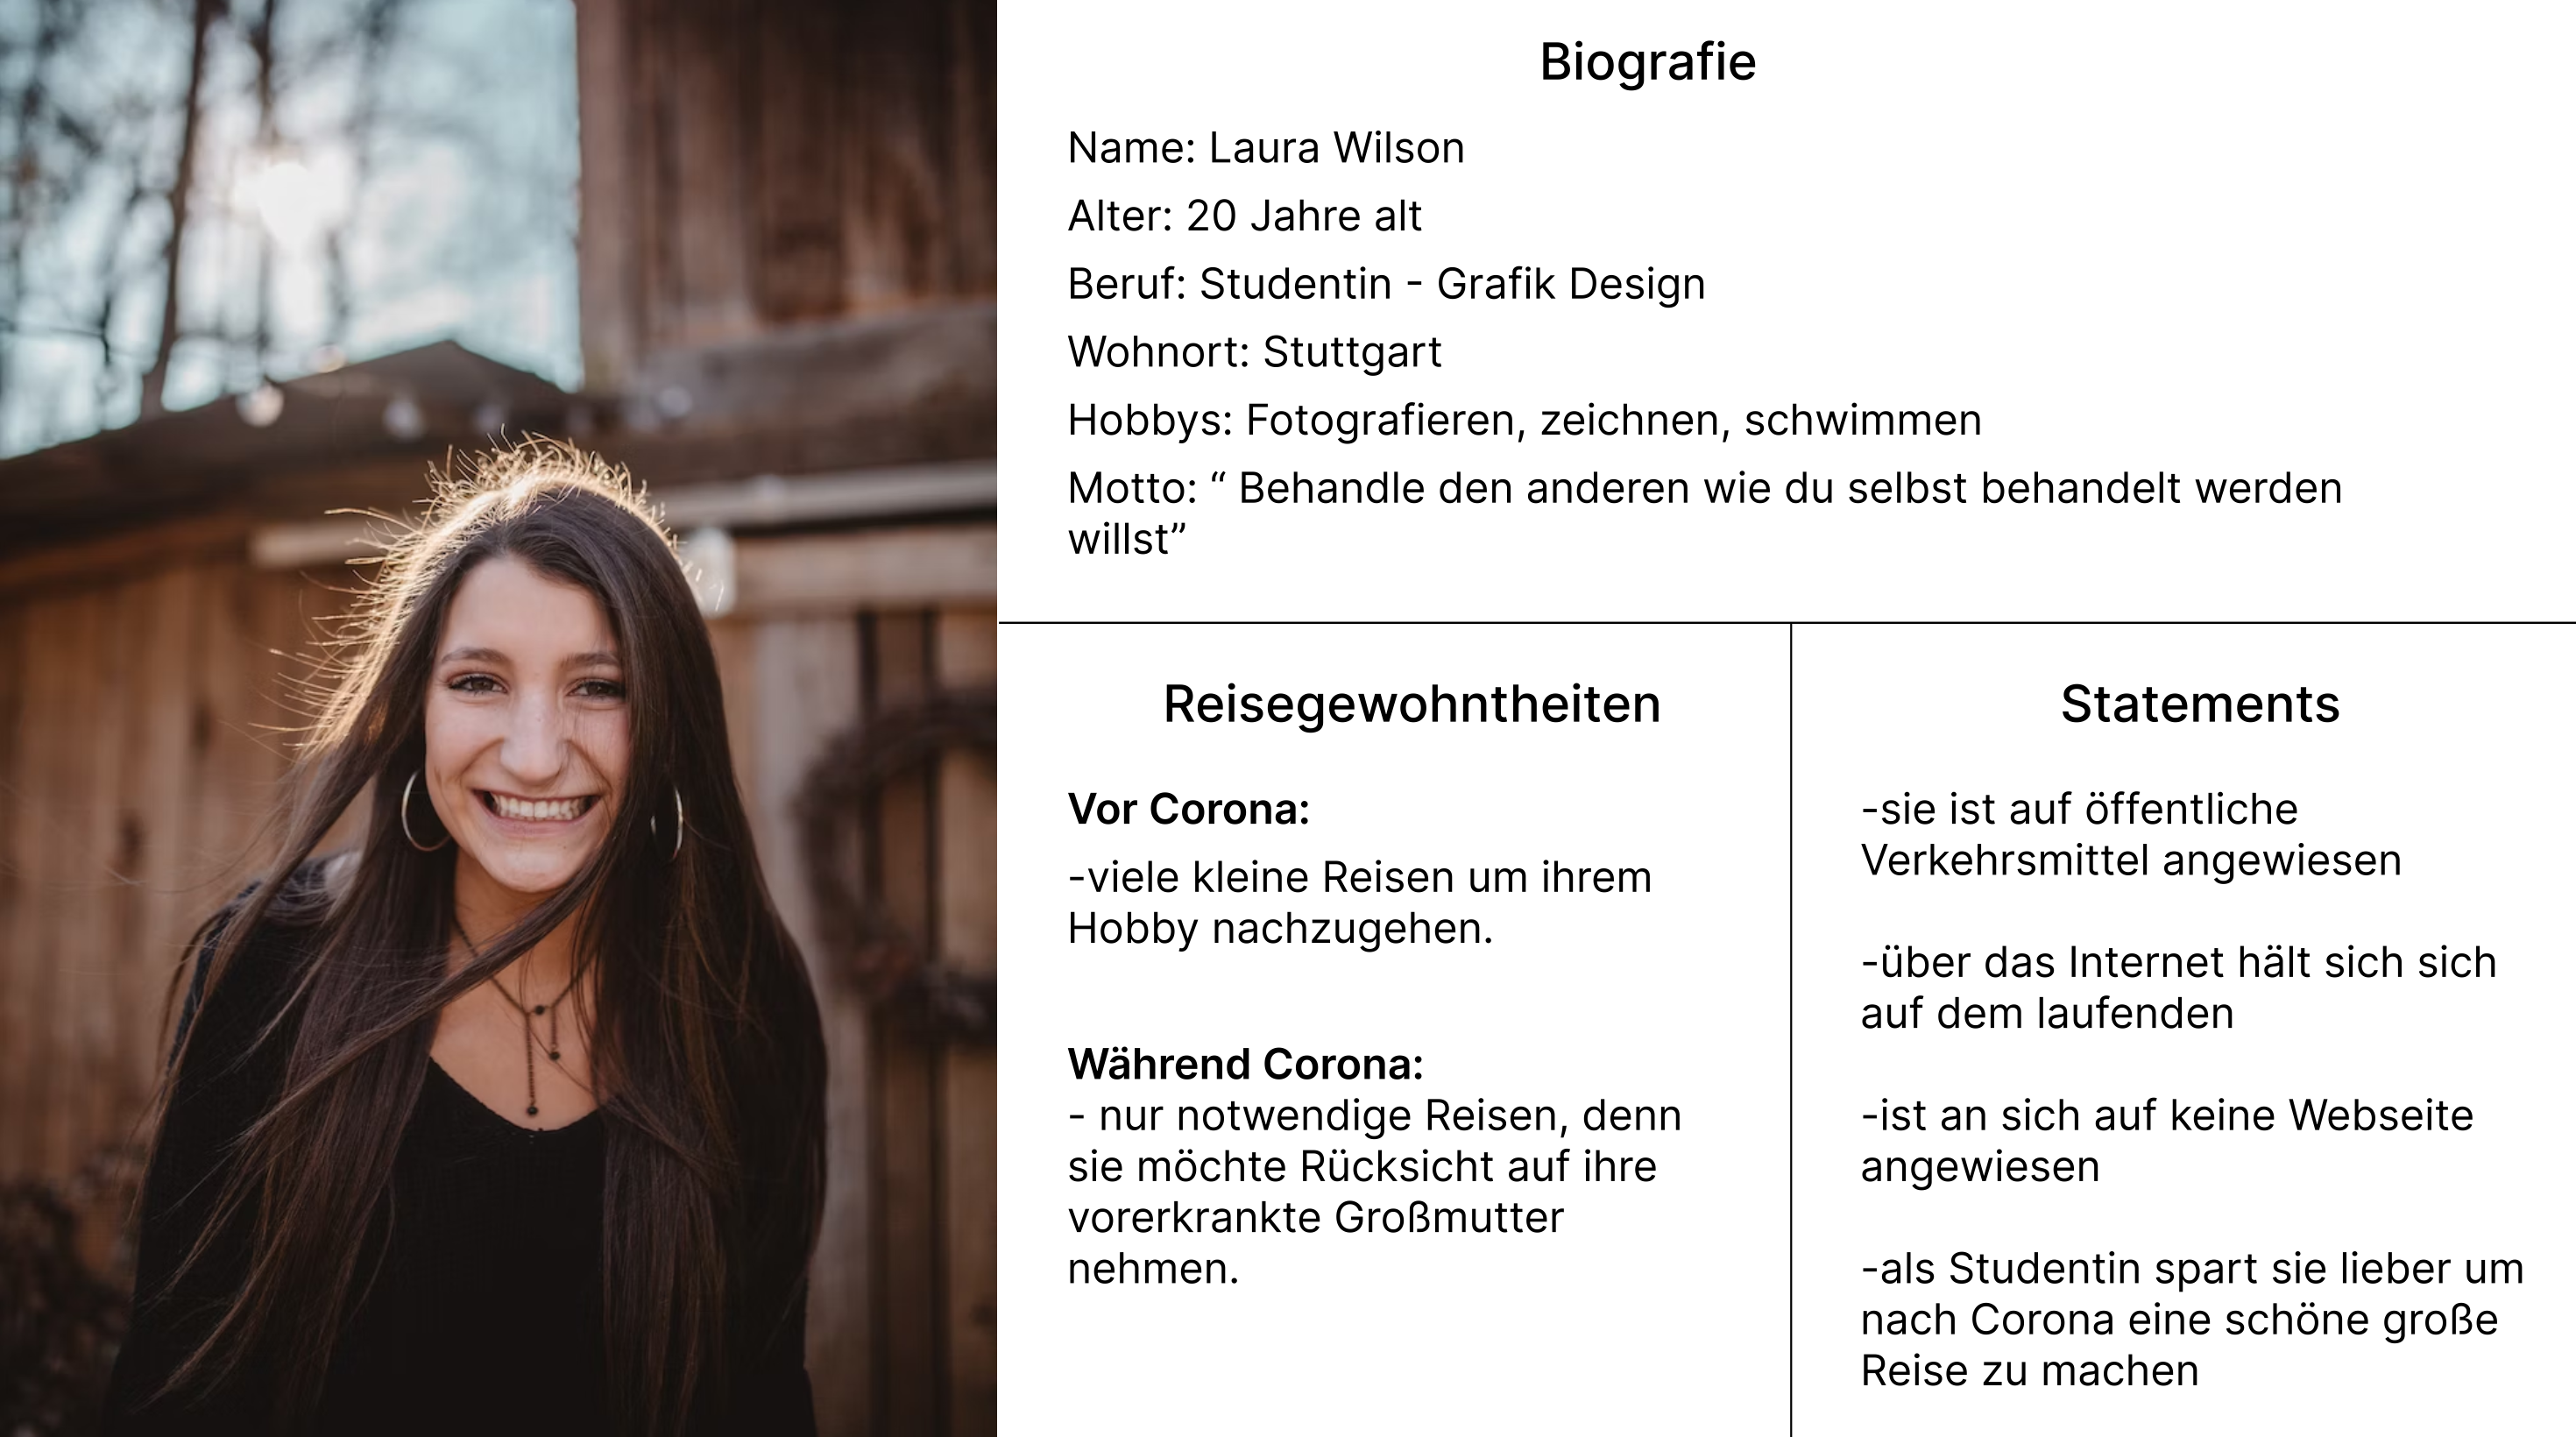 Biografie
Name: Laura Wilson
Alter: 20 Jahre alt
Beruf: Studentin - Grafik Design
Wohnort: Stuttgart
Hobbys: Fotografieren, zeichnen, schwimmen
Motto: “ Behandle den anderen wie du selbst behandelt werden
willst”
Reisegewohntheiten
Vor Corona:
-viele kleine Reisen um ihrem
Hobby nachzugehen.
Während Corona:
- nur notwendige Reisen, denn
sie möchte Rücksicht auf ihre
vorerkrankte Großmutter
nehmen.
Statements
-sie ist auf öffentliche
Verkehrsmittel angewiesen
-über das Internet hält sich sich
auf dem laufenden
-ist an sich auf keine Webseite
angewiesen
-als Studentin spart sie lieber um
nach Corona eine schöne große
Reise zu machen